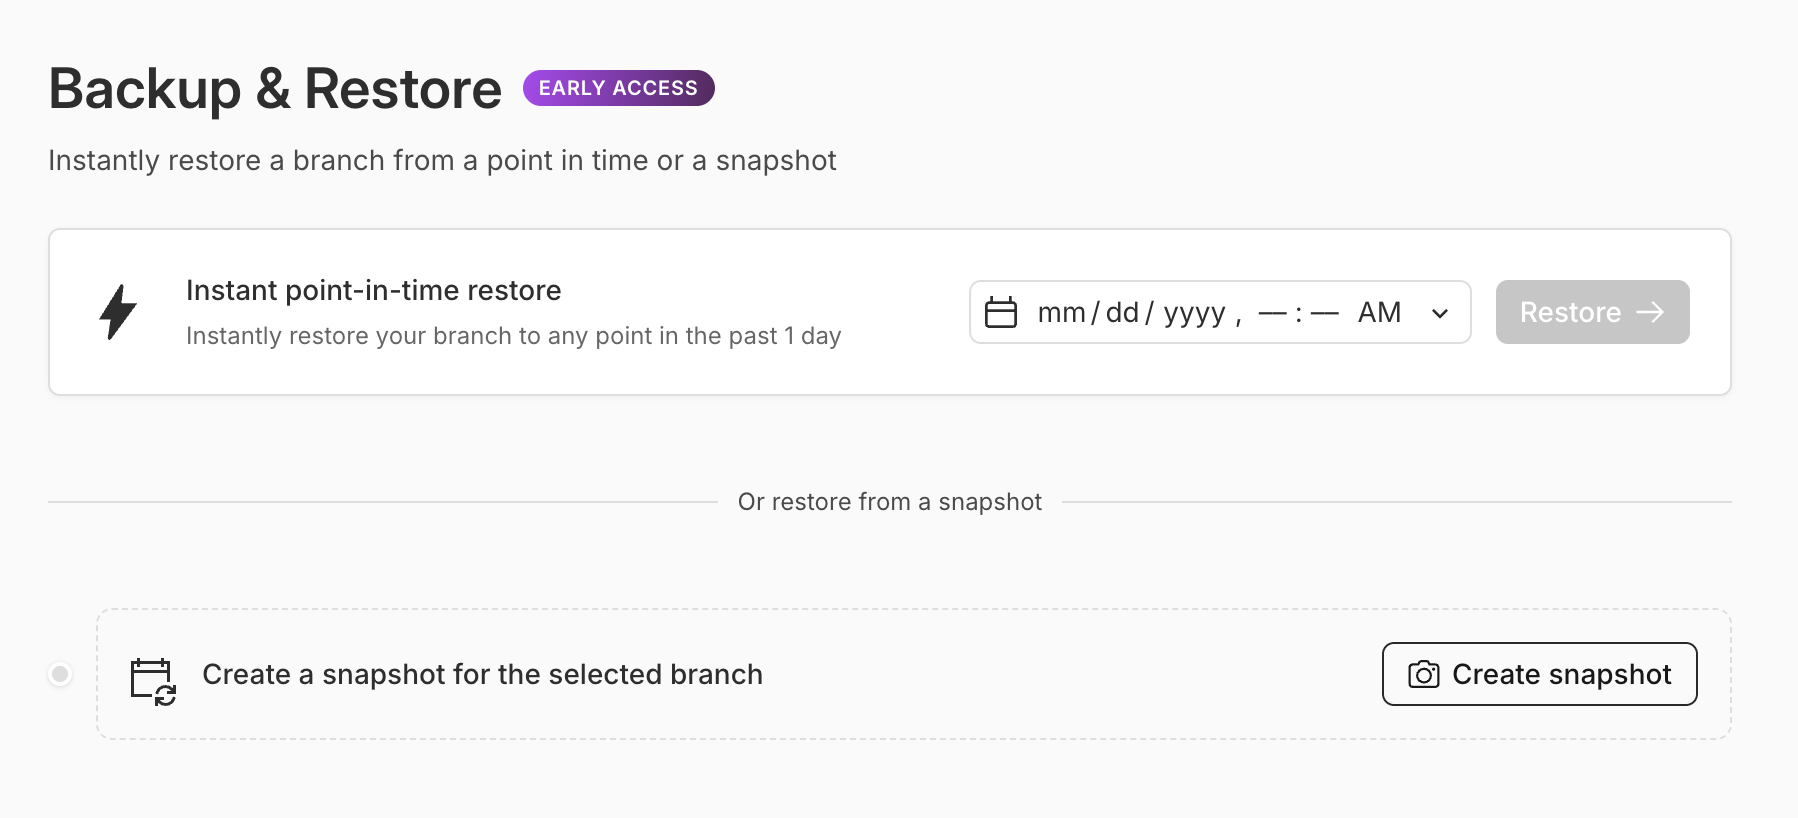 Backup & Restore EARLY ACCESS
Instantly restore a branch from a point in time or a snapshot
Instant point-in-time restore
Instantly restore your branch to any point in the past 1 day
mm/dd/yyyy, ––:–– AM
Restore →
Or restore from a snapshot
Create a snapshot for the selected branch
Create snapshot